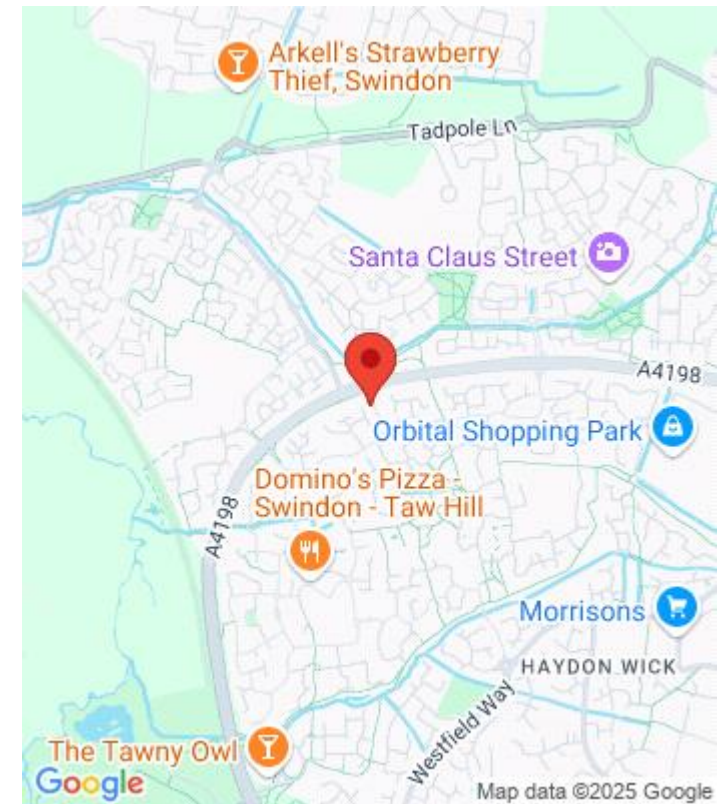 Arkell's Strawberry
Thief, Swindon
Tadpole Ln
Santa Claus Street
A4198
Orbital Shopping Park
Domino's Pizza -
Swindon - Taw Hill
A4198
Morrisons
HAYDON WICK
Westfield Way
The Tawny Owl
Google
Map data ©2025 Google